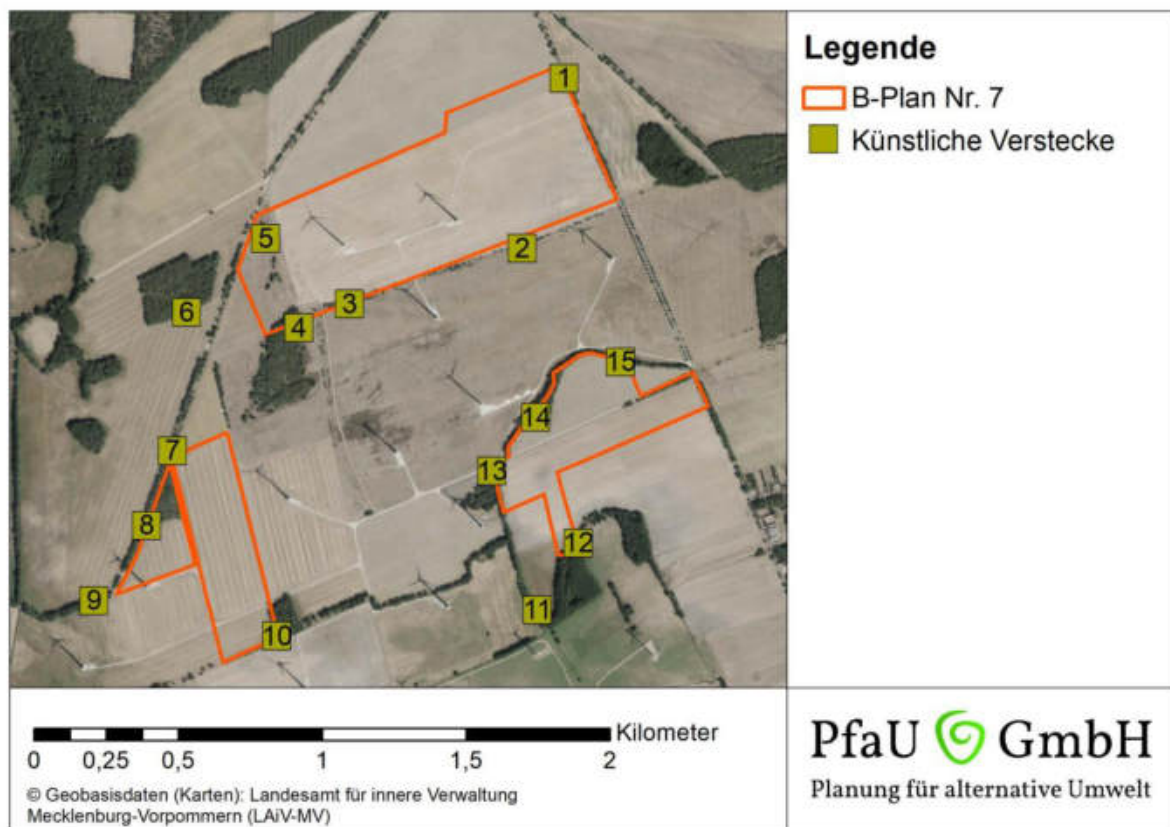 1
2
3
4
5
6
7
8
9
10
11
12
13
14
15
Legende
B-Plan Nr. 7
Künstliche Verstecke
Kilometer
0 0,25 0,5 1 1,5 2
© Geobasisdaten (Karten): Landesamt für innere Verwaltung
Mecklenburg-Vorpommern (LAiV-MV)
PfaU GmbH
Planung für alternative Umwelt